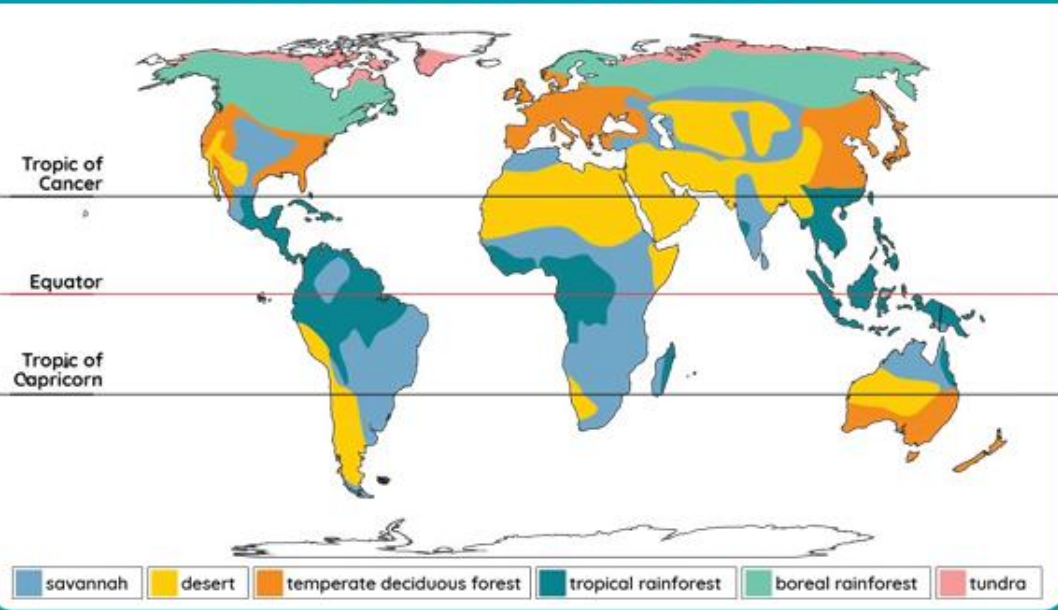 Tropic of
Cancer
Equator
Tropic of
Capricorn
savannah
desert
temperate deciduous forest
tropical rainforest
boreal rainforest
tundra